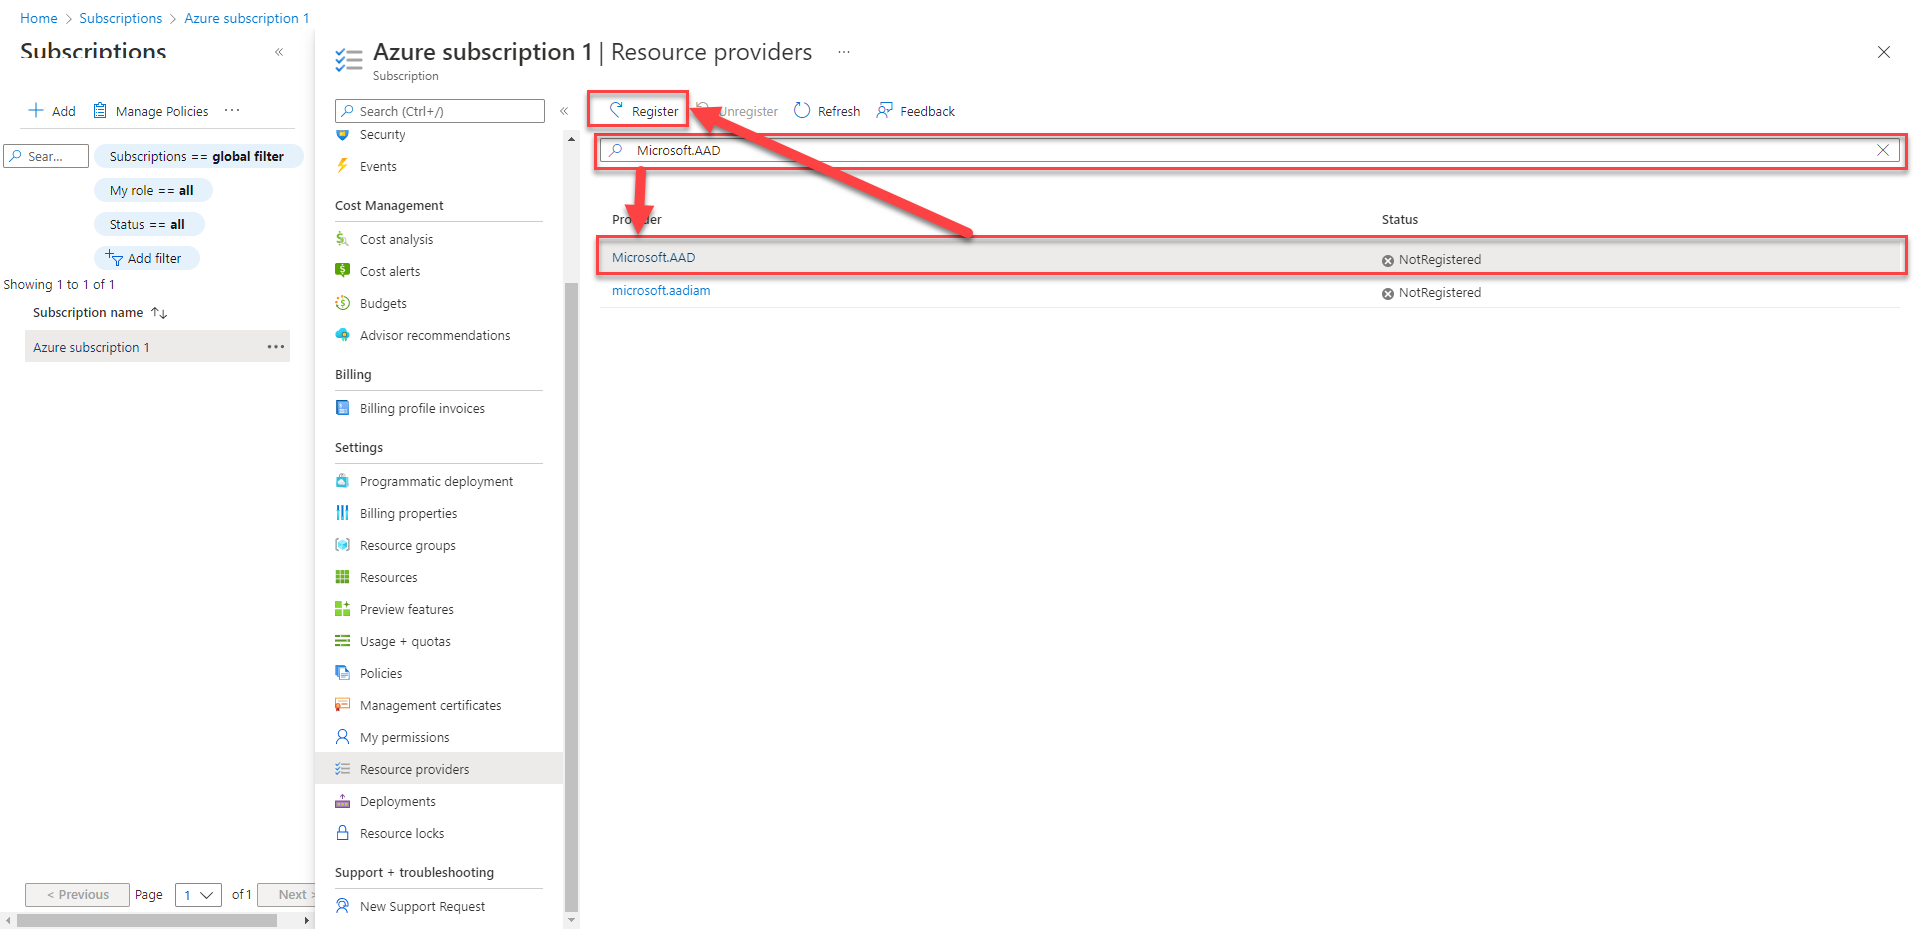 Home > Subscriptions > Azure subscription 1
Subscriptions «
+ Add Manage Policies ···
Sear... Subscriptions == global filter
My role == all
Status == all
Add filter
Showing 1 to 1 of 1
Subscription name ↑↓
Azure subscription 1 ···
< Previous Page 1 of 1 Next >
Azure subscription 1 | Resource providers ···
Subscription
Search (Ctrl+/) «
Security
Events
Cost Management
Cost analysis
Cost alerts
Budgets
Advisor recommendations
Billing
Billing profile invoices
Settings
Programmatic deployment
Billing properties
Resource groups
Resources
Preview features
Usage + quotas
Policies
Management certificates
My permissions
Resource providers
Deployments
Resource locks
Support + troubleshooting
New Support Request
Register Unregister Refresh Feedback
Microsoft.AAD
Provider Status
Microsoft.AAD NotRegistered
microsoft.aadiam NotRegistered